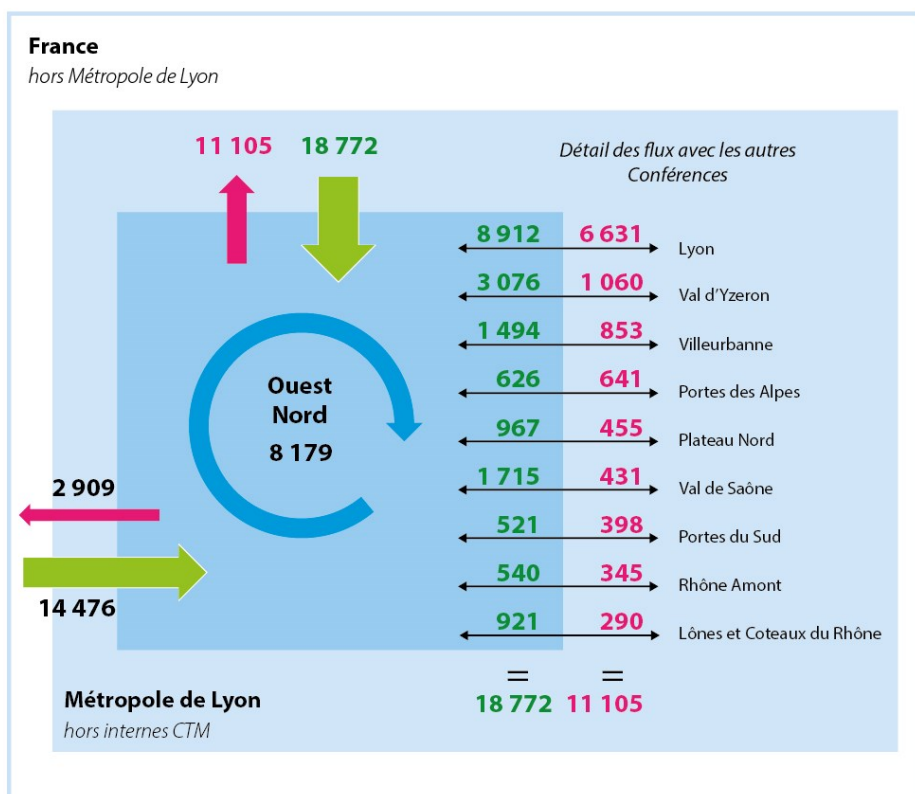 France
hors Métropole de Lyon
11 105 18 772
Détail des flux avec les autres
Conférences
8 912 6 631 Lyon
3 076 1 060 Val d'Yzeron
1 494 853 Villeurbanne
626 641 Portes des Alpes
967 455 Plateau Nord
1 715 431 Val de Saône
521 398 Portes du Sud
540 345 Rhône Amont
921 290 Lônes et Coteaux du Rhône
= =
18 772 11 105
Ouest
Nord
8 179
2 909
14 476
Métropole de Lyon
hors internes CTM